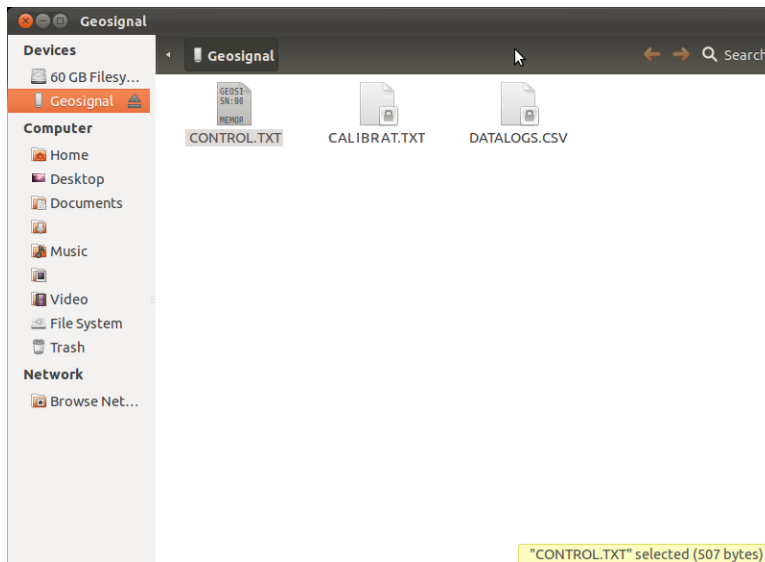 Geosignal
Devices
60 GB Filesy...
Geosignal
Computer
Home
Desktop
Documents
Music
Video
File System
Trash
Network
Browse Net...
Geosignal
Search
GEOSI
SN:00
MEMOR
CONTROL.TXT
CALIBRAT.TXT
DATALOGS.CSV
"CONTROL.TXT" selected (507 bytes)